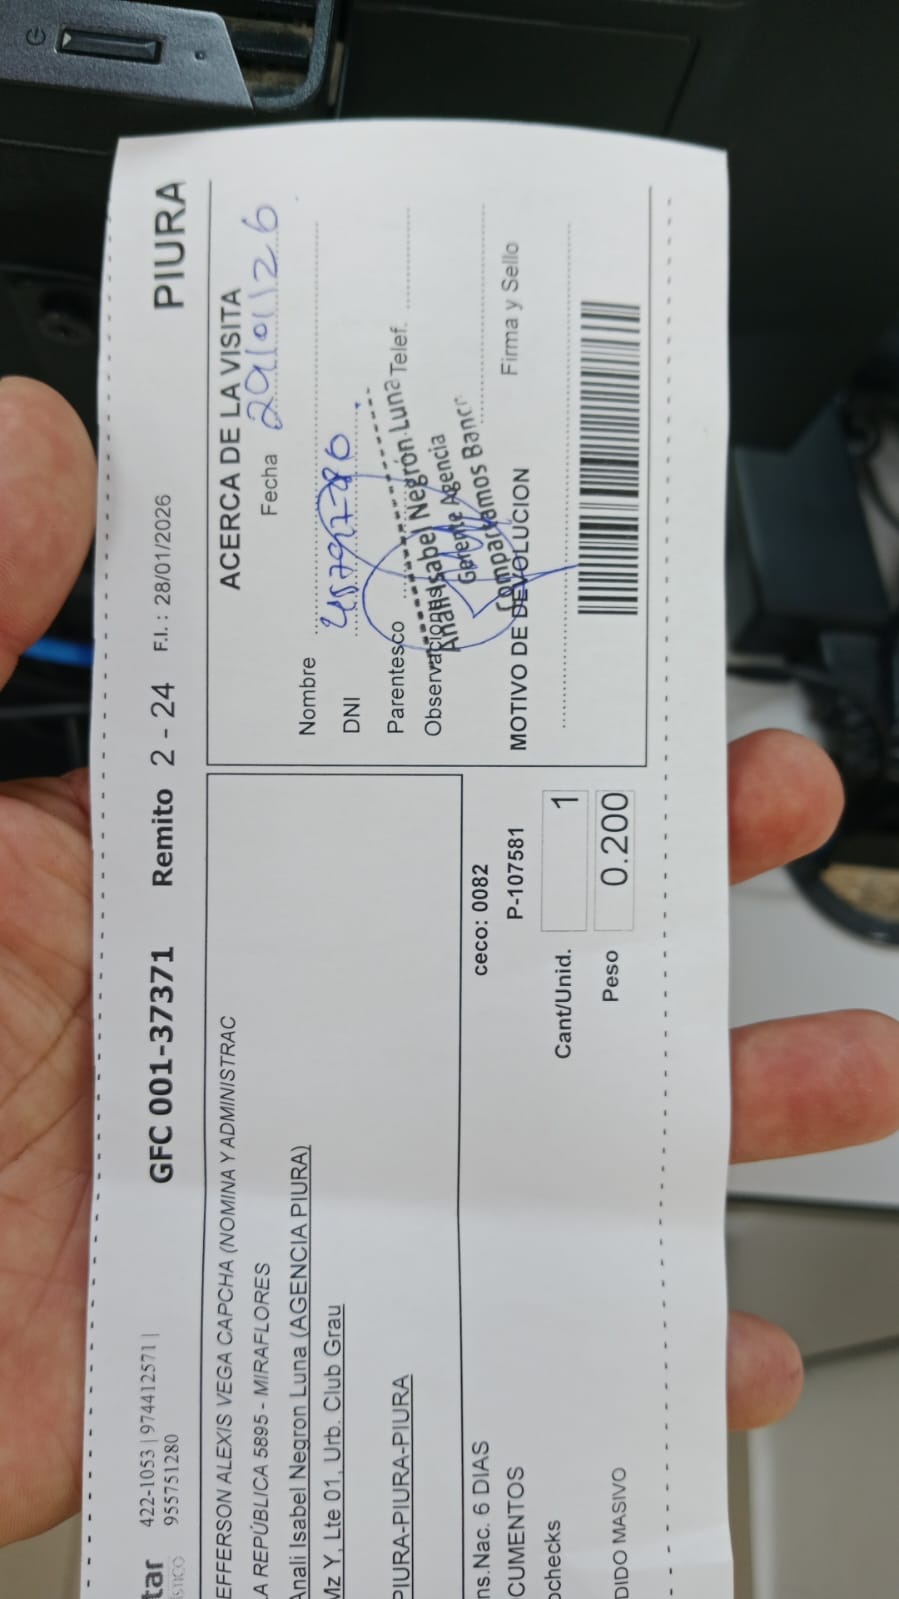 tar 422-1053 | 974412571 |
955751280
GFC 001-37371 Remito 2 - 24 F.I. : 28/01/2026 PIURA
EFFERSON ALEXIS VEGA CAPCHA (NOMINA Y ADMINISTRAC
A REPÚBLICA 5895 - MIRAFLORES
Anali Isabel Negron Luna (AGENCIA PIURA)
Mz Y, Lte 01, Urb. Club Grau
PIURA-PIURA-PIURA
ns.Nac. 6 DIAS
CUMENTOS
ochecks
DIDO MASIVO
ceco: 0082
P-107581
Cant/Unid. 1
Peso 0.200
ACERCA DE LA VISITA
Fecha 29/01/26
Nombre
DNI
Parentesco Telef.
Observacions
Isabel Negrón Luna
Gerente Agencia
Compartamos Banco
MOTIVO DE DEVOLUCION
Firma y Sello